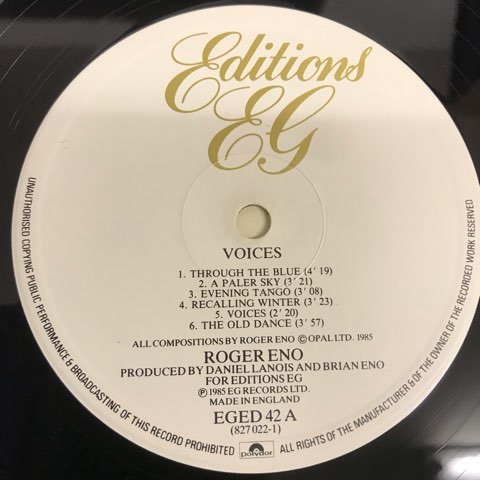 Editions
EG
VOICES
1. THROUGH THE BLUE (4' 19)
2. A PALER SKY (3' 21)
3. EVENING TANGO (3' 08)
4. RECALLING WINTER (3' 23)
5. VOICES (2' 20)
6. THE OLD DANCE (3' 57)
ALL COMPOSITIONS BY ROGER ENO ©OPAL LTD. 1985
ROGER ENO
PRODUCED BY DANIEL LANOIS AND BRIAN ENO
FOR EDITIONS EG
℗ 1985 EG RECORDS LTD.
MADE IN ENGLAND
EGED 42 A
(827 022-1)
polydor
ALL RIGHTS OF THE MANUFACTURER & OF THE OWNER OF THE RECORDED WORK RESERVED
UNAUTHORISED COPYING PUBLIC PERFORMANCE & BROADCASTING OF THIS RECORD PROHIBITED